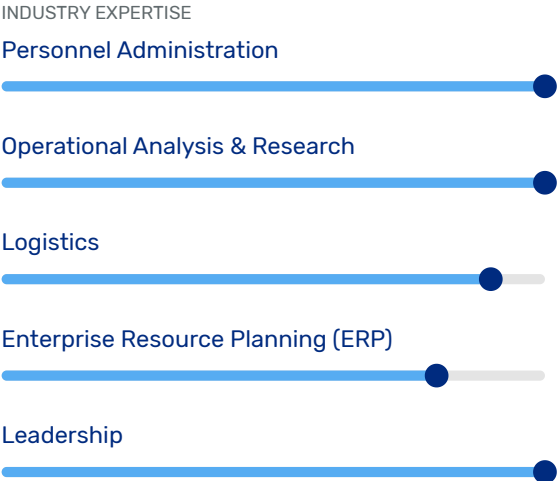 INDUSTRY EXPERTISE
Personnel Administration
Operational Analysis & Research
Logistics
Enterprise Resource Planning (ERP)
Leadership